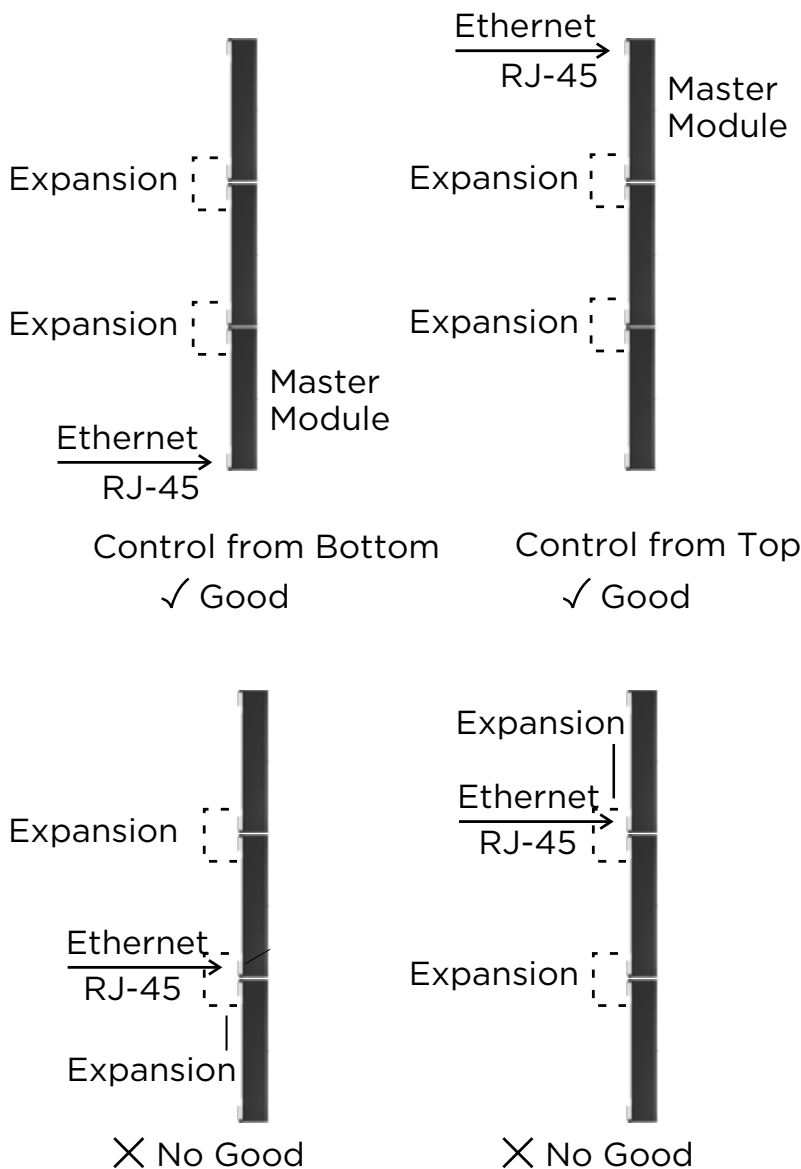 Ethernet
RJ-45
Master
Module
Expansion
Expansion
Expansion
Expansion
Master
Module
Ethernet
RJ-45
Control from Bottom
✓ Good
Control from Top
✓ Good
Expansion
Ethernet
RJ-45
Expansion
Ethernet
RJ-45
Expansion
Expansion
✕ No Good
✕ No Good